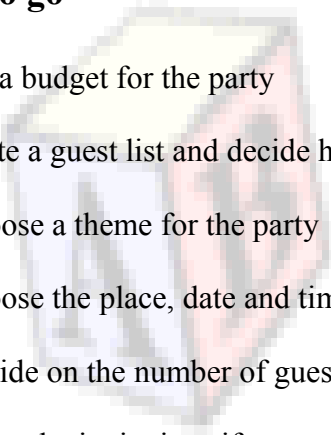 o go
a budget for the party
te a guest list and decide h
ose a theme for the party
ose the place, date and tim
ide on the number of gues